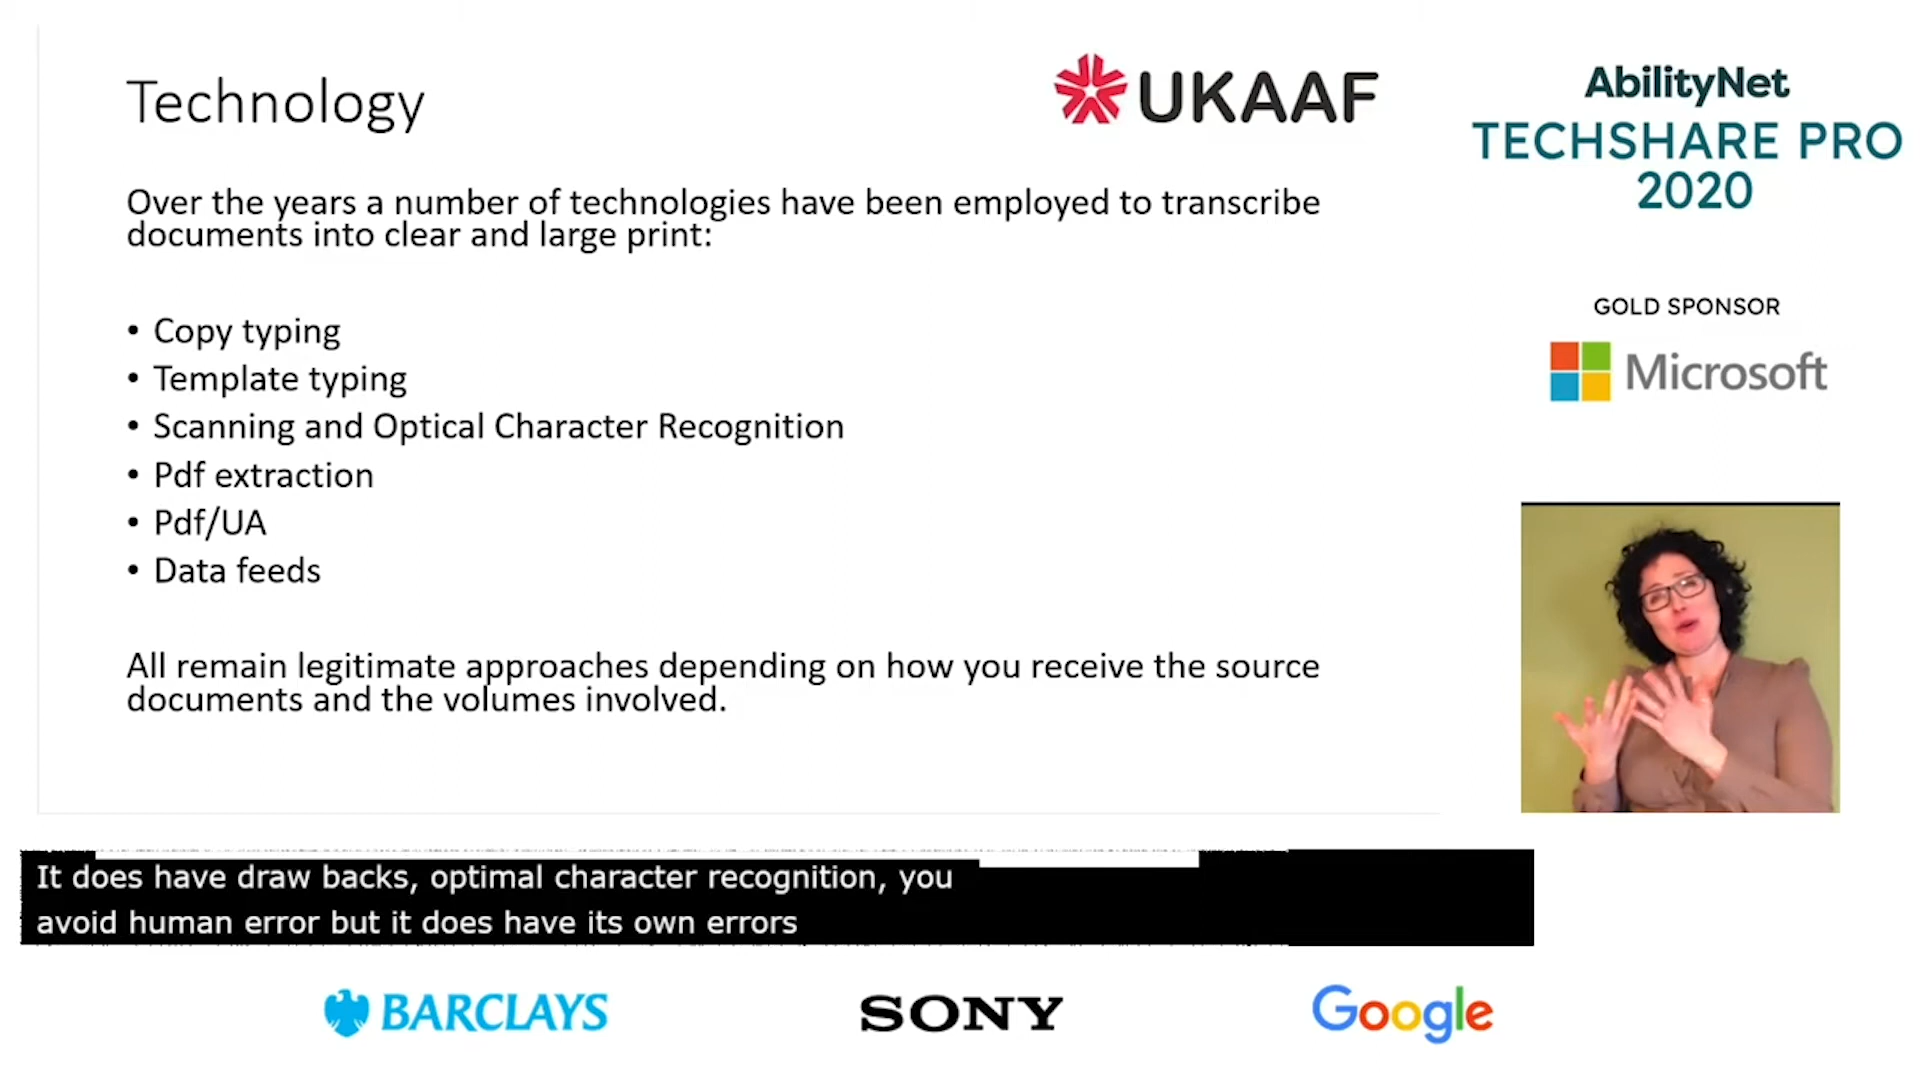 Technology
UKAAF
Over the years a number of technologies have been employed to transcribe
documents into clear and large print:
• Copy typing
• Template typing
• Scanning and Optical Character Recognition
• Pdf extraction
• Pdf/UA
• Data feeds
All remain legitimate approaches depending on how you receive the source
documents and the volumes involved.
AbilityNet
TECHSHARE PRO
2020
GOLD SPONSOR
Microsoft
It does have draw backs, optimal character recognition, you
avoid human error but it does have its own errors
BARCLAYS
SONY
Google